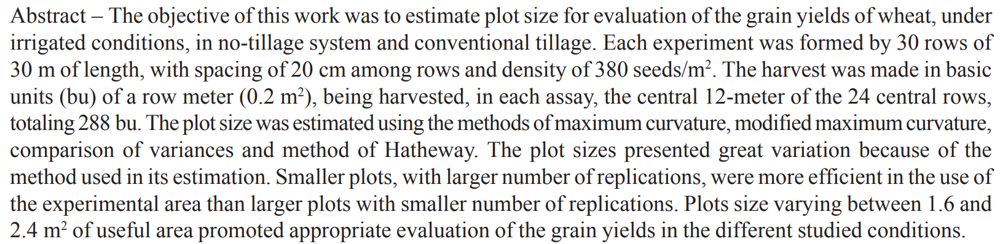 Abstract – The objective of this work was to estimate plot size for evaluation of the grain yields of wheat, under
irrigated conditions, in no-tillage system and conventional tillage. Each experiment was formed by 30 rows of
30 m of length, with spacing of 20 cm among rows and density of 380 seeds/m². The harvest was made in basic
units (bu) of a row meter (0.2 m²), being harvested, in each assay, the central 12-meter of the 24 central rows,
totaling 288 bu. The plot size was estimated using the methods of maximum curvature, modified maximum curvature,
comparison of variances and method of Hatheway. The plot sizes presented great variation because of the
method used in its estimation. Smaller plots, with larger number of replications, were more efficient in the use of
the experimental area than larger plots with smaller number of replications. Plots size varying between 1.6 and
2.4 m² of useful area promoted appropriate evaluation of the grain yields in the different studied conditions.